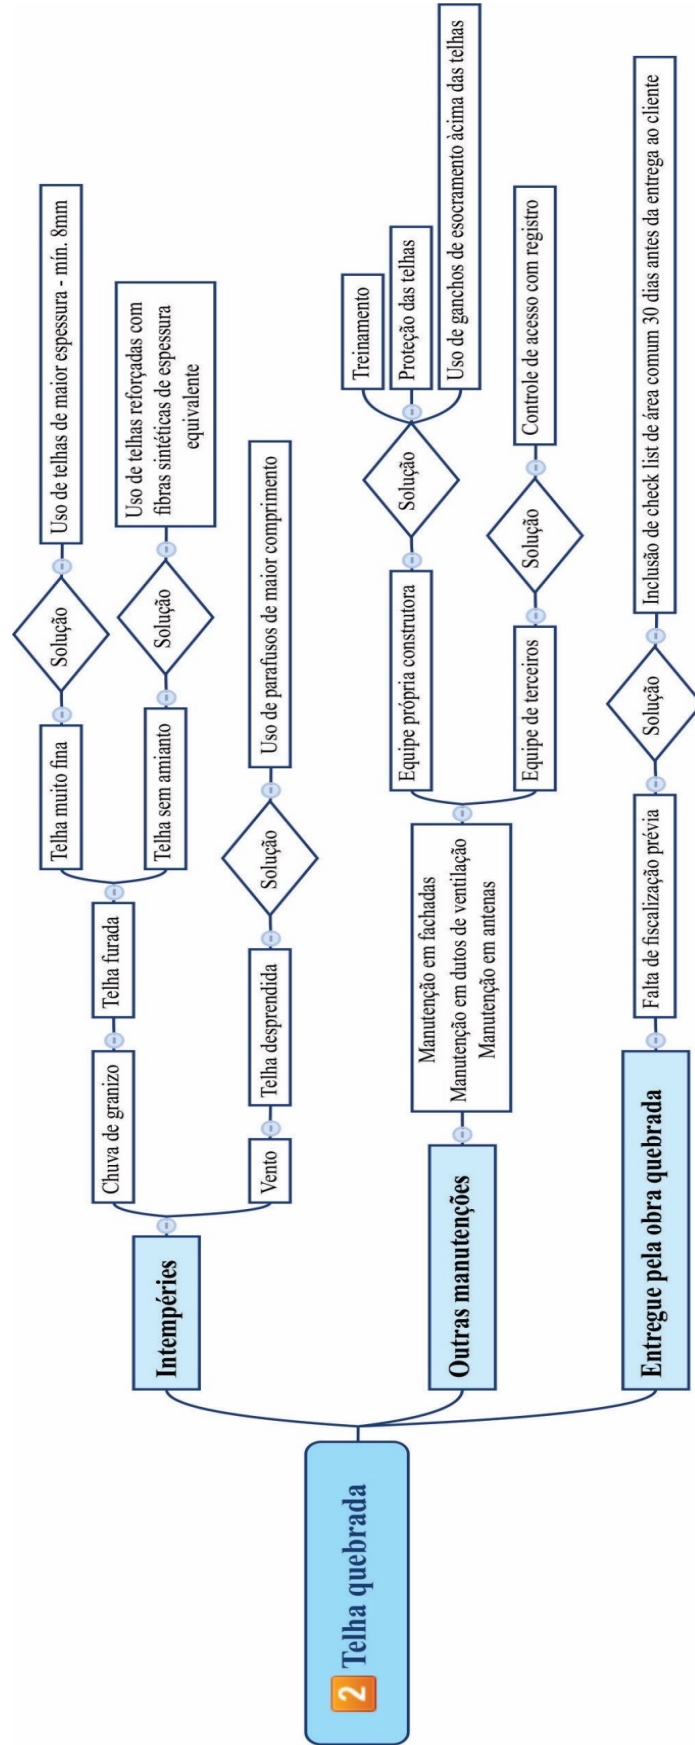 2 Telha quebrada
Intempéries
Chuva de granizo
Telha furada
Telha muito fina
Solução
Uso de telhas de maior espessura - mín. 8mm
Telha sem amianto
Solução
Uso de telhas reforçadas com
fibras sintéticas de espessura
equivalente
Vento
Telha desprendida
Solução
Uso de parafusos de maior comprimento
Outras manutenções
Manutenção em fachadas
Manutenção em dutos de ventilação
Manutenção em antenas
Equipe própria construtora
Solução
Treinamento
Proteção das telhas
Uso de ganchos de esocramento àcima das telhas
Equipe de terceiros
Solução
Controle de acesso com registro
Entregue pela obra quebrada
Falta de fiscalização prévia
Solução
Inclusão de check list de área comum 30 dias antes da entrega ao cliente